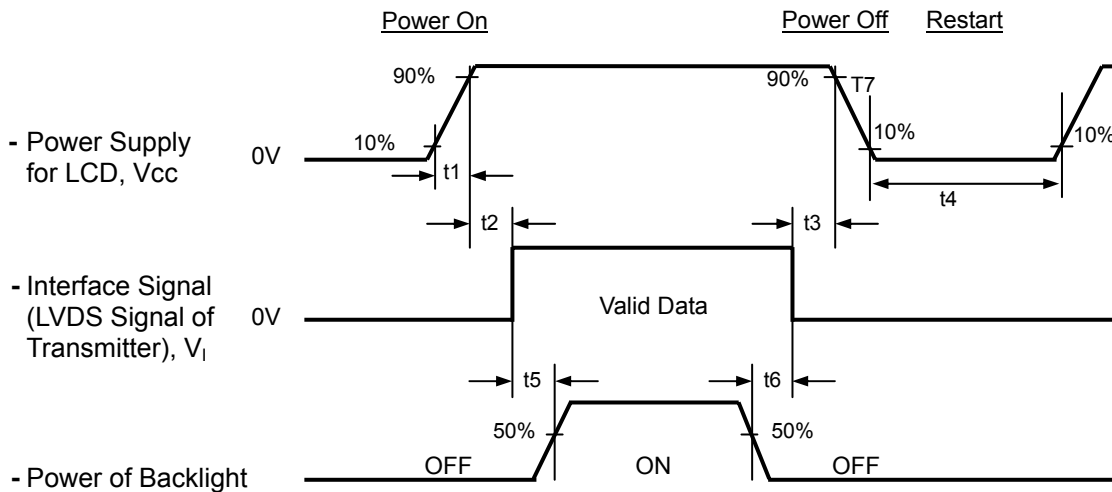 Power On
Power Off Restart
90% 90% T7
- Power Supply
for LCD, Vcc
0V
10% 10% 10%
t1 t4
t2 t3
- Interface Signal
(LVDS Signal of
Transmitter), VI
0V
Valid Data
t5 t6
50% 50%
- Power of Backlight
OFF ON OFF